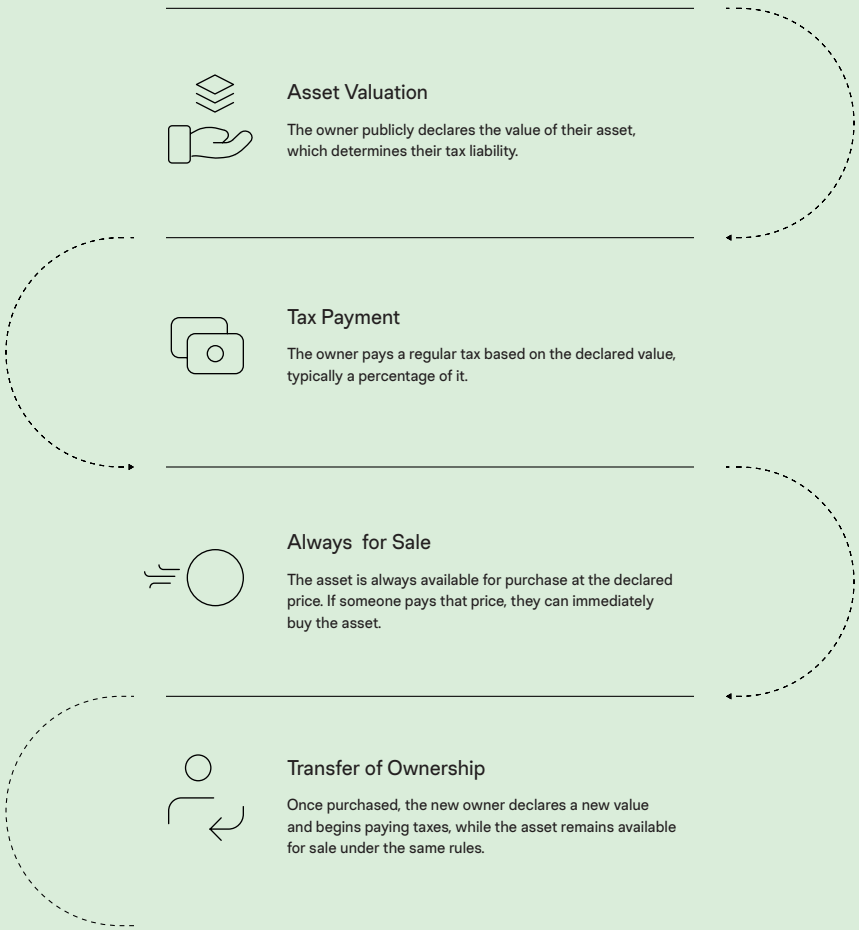 Asset Valuation
The owner publicly declares the value of their asset,
which determines their tax liability.
Tax Payment
The owner pays a regular tax based on the declared value,
typically a percentage of it.
Always  for Sale
The asset is always available for purchase at the declared
price. If someone pays that price, they can immediately
buy the asset.
Transfer of Ownership
Once purchased, the new owner declares a new value
and begins paying taxes, while the asset remains available
for sale under the same rules.